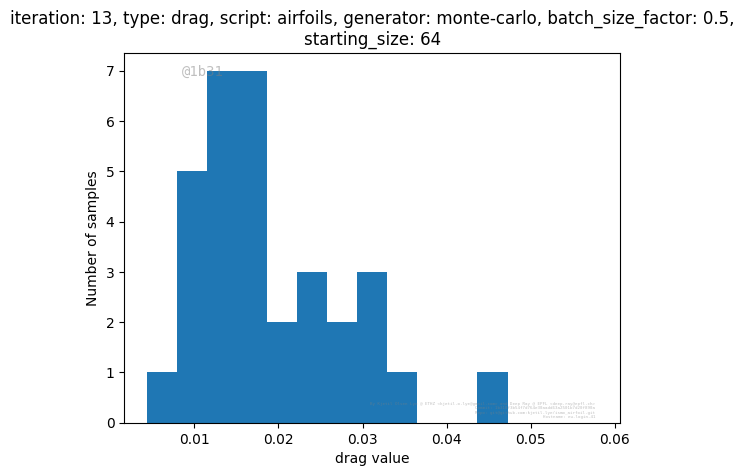 iteration: 13, type: drag, script: airfoils, generator: monte-carlo, batch_size_factor: 0.5,
starting_size: 64
@1b31
7
6
5
4
3
2
1
0
Number of samples
0.01 0.02 0.03 0.04 0.05 0.06
drag value